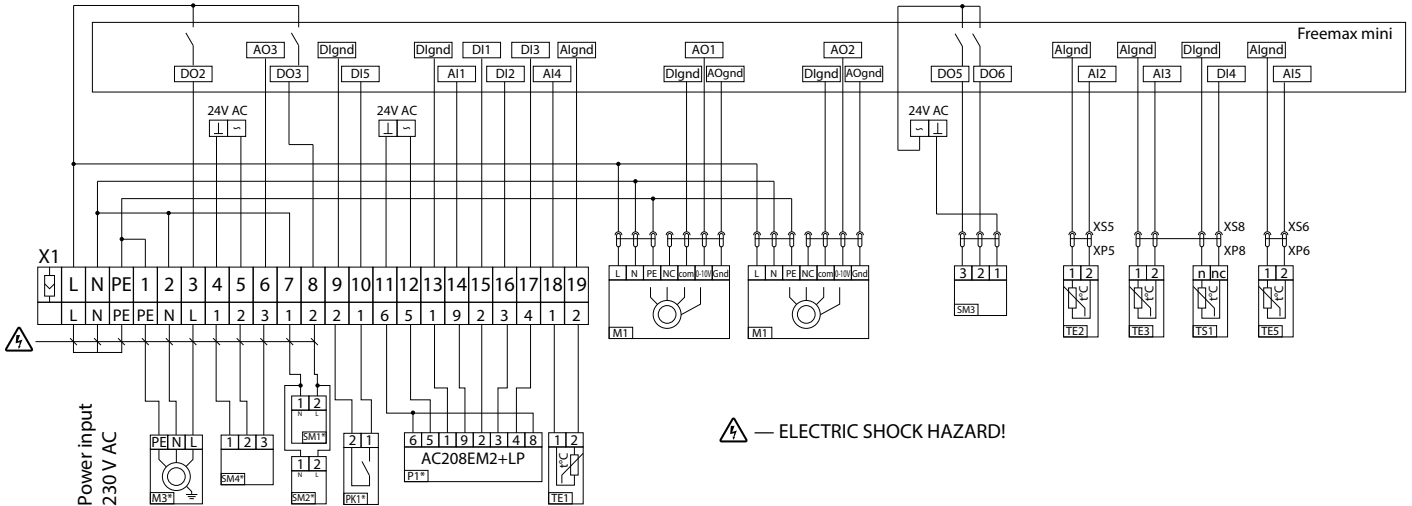 Freemax mini
AO3 DIgnd DIgnd DI1 DI3 AIgnd AO1 AO2 AIgnd AIgnd DIgnd AIgnd
DO2 DO3 DI5 AI1 DI2 AI4 DIgnd AOgnd DIgnd AOgnd DO5 DO6 AI2 AI3 DI4 AI5
24V AC 24V AC 24V AC
⊥ ~ ⊥ ~ ~ ⊥
XS5 XS8 XS6
XP5 XP8 XP6
X1
L N PE 1 2 3 4 5 6 7 8 9 10 11 12 13 14 15 16 17 18 19
L N PE PE N L 1 2 3 1 2 2 1 6 5 1 9 2 3 4 1 2
L N PE NC com 0-10V Gnd
M1
L N PE NC com 0-10V Gnd
M1
3 2 1
SM3
1 2
t°C
TE2
1 2
t°C
TE3
n nc
t°C
TS1
1 2
t°C
TE5
Power input
230 V AC
PE N L
M3*
1 2 3
SM4*
1 2
N L
SM1*
1 2
N L
SM2*
2 1
PK1*
6 5 1 9 2 3 4 8
AC208EM2+LP
P1*
1 2
t°C
TE1
— ELECTRIC SHOCK HAZARD!